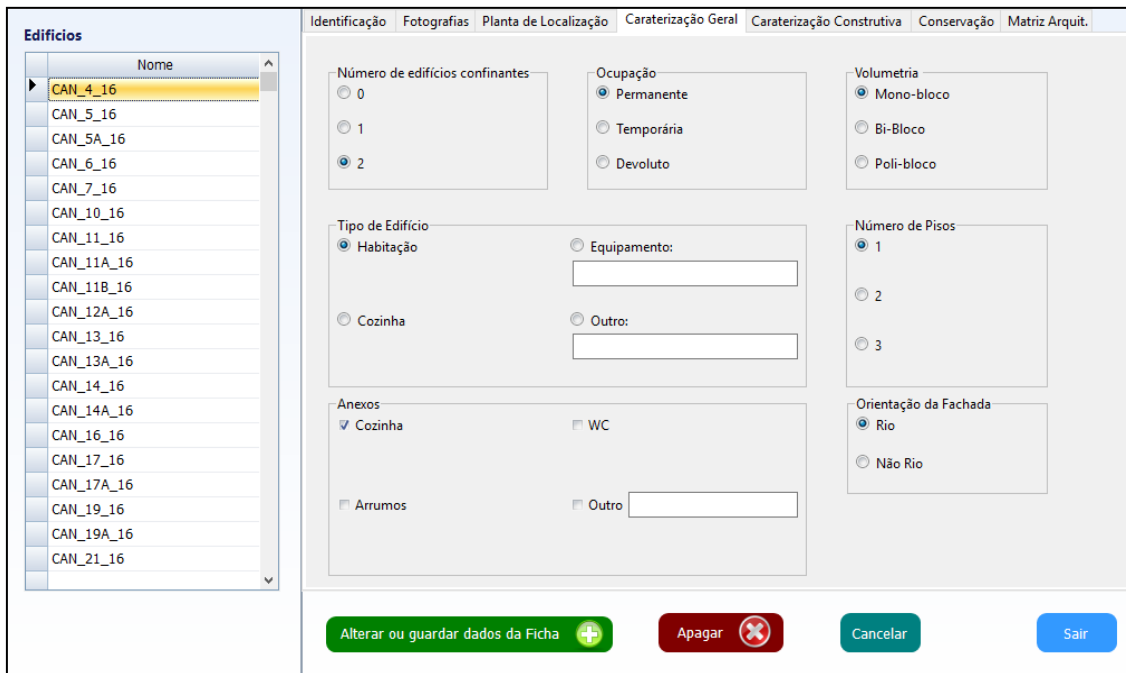 Edificios
Nome
CAN_4_16
CAN_5_16
CAN_5A_16
CAN_6_16
CAN_7_16
CAN_10_16
CAN_11_16
CAN_11A_16
CAN_11B_16
CAN_12A_16
CAN_13_16
CAN_13A_16
CAN_14_16
CAN_14A_16
CAN_16_16
CAN_17_16
CAN_17A_16
CAN_19_16
CAN_19A_16
CAN_21_16
Identificação Fotografias Planta de Localização Caraterização Geral Caraterização Construtiva Conservação Matriz Arquit.
Número de edifícios confinantes
0
1
2
Ocupação
Permanente
Temporária
Devoluto
Volumetria
Mono-bloco
Bi-Bloco
Poli-bloco
Tipo de Edifício
Habitação
Equipamento:
Cozinha
Outro:
Número de Pisos
1
2
3
Anexos
Cozinha
WC
Arrumos
Outro
Orientação da Fachada
Rio
Não Rio
Alterar ou guardar dados da Ficha
Apagar
Cancelar
Sair